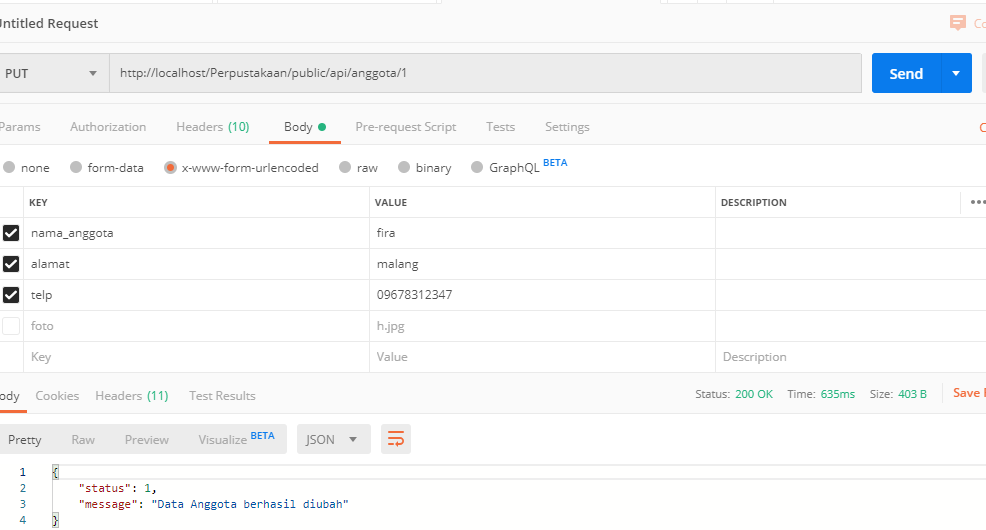 Untitled Request
PUT http://localhost/Perpustakaan/public/api/anggota/1 Send
Params Authorization Headers (10) Body Pre-request Script Tests Settings
none form-data x-www-form-urlencoded raw binary GraphQL BETA
KEY VALUE DESCRIPTION
nama_anggota fira
alamat malang
telp 09678312347
foto h.jpg
Key Value Description
Body Cookies Headers (11) Test Results Status: 200 OK Time: 635ms Size: 403 B Save
Pretty Raw Preview Visualize BETA JSON
1 {
2 "status": 1,
3 "message": "Data Anggota berhasil diubah"
4 }